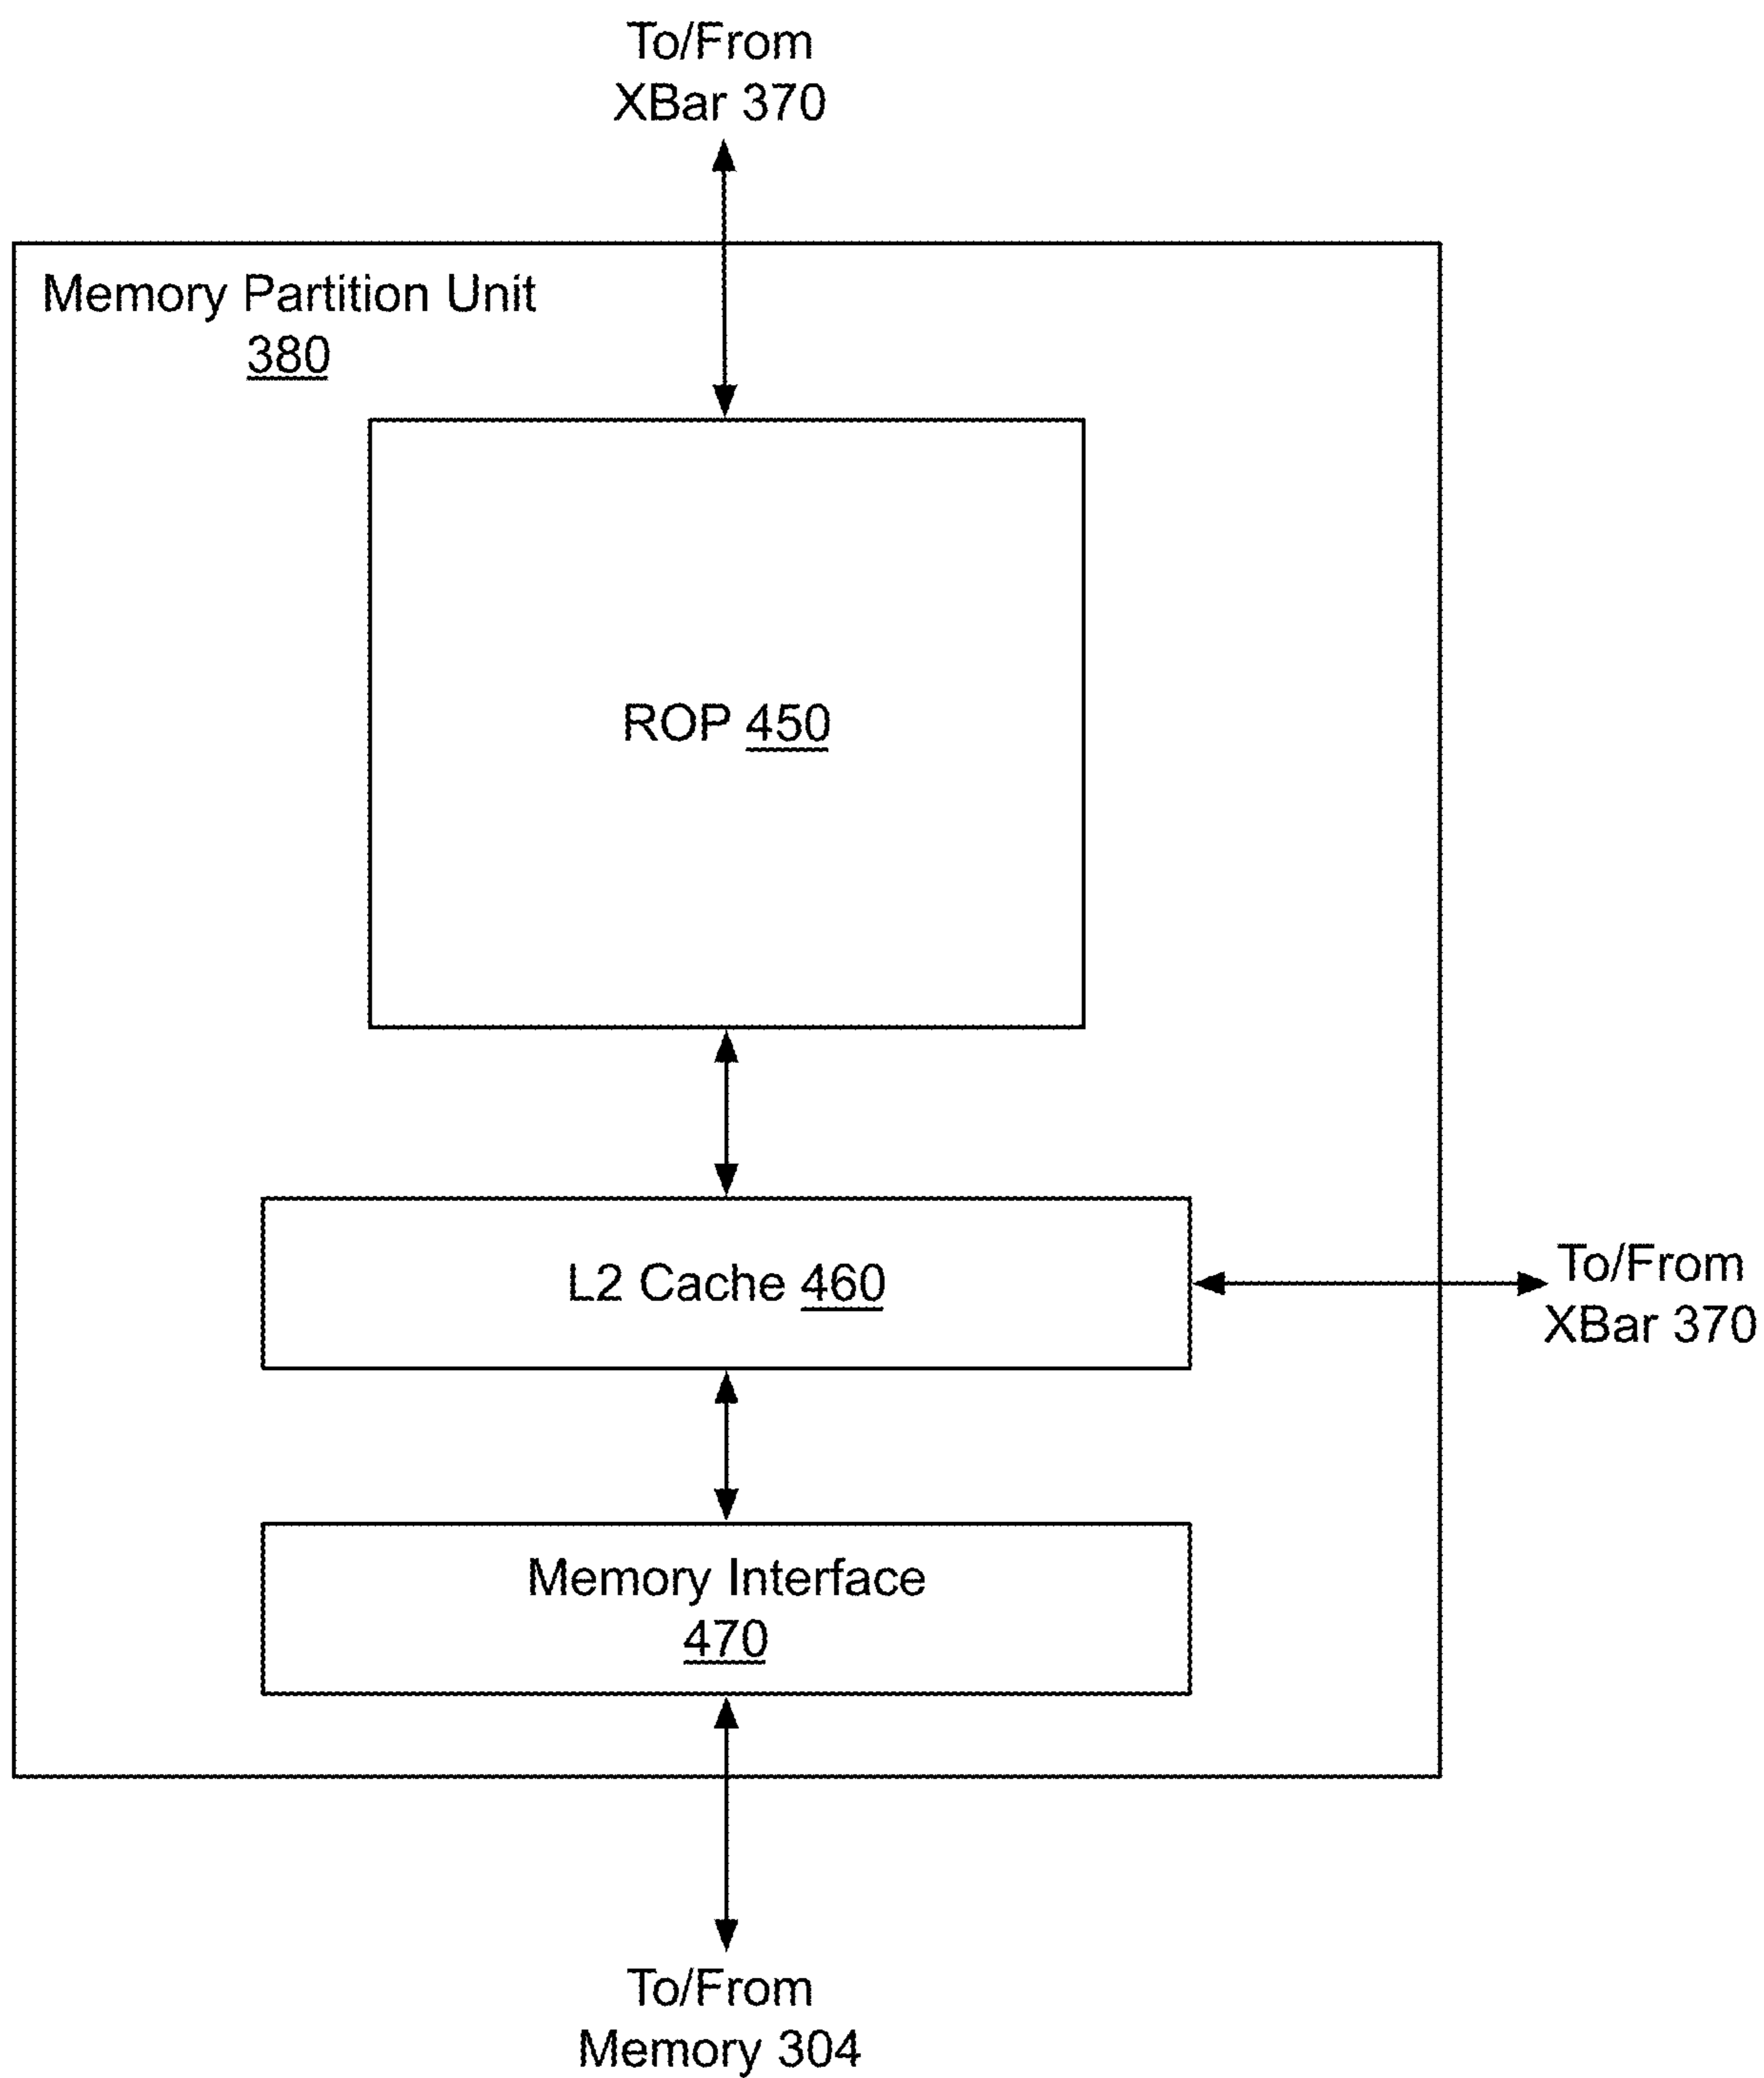 To/From
XBar 370
Memory Partition Unit
380
ROP 450
L2 Cache 460
To/From
XBar 370
Memory Interface
470
To/From
Memory 304